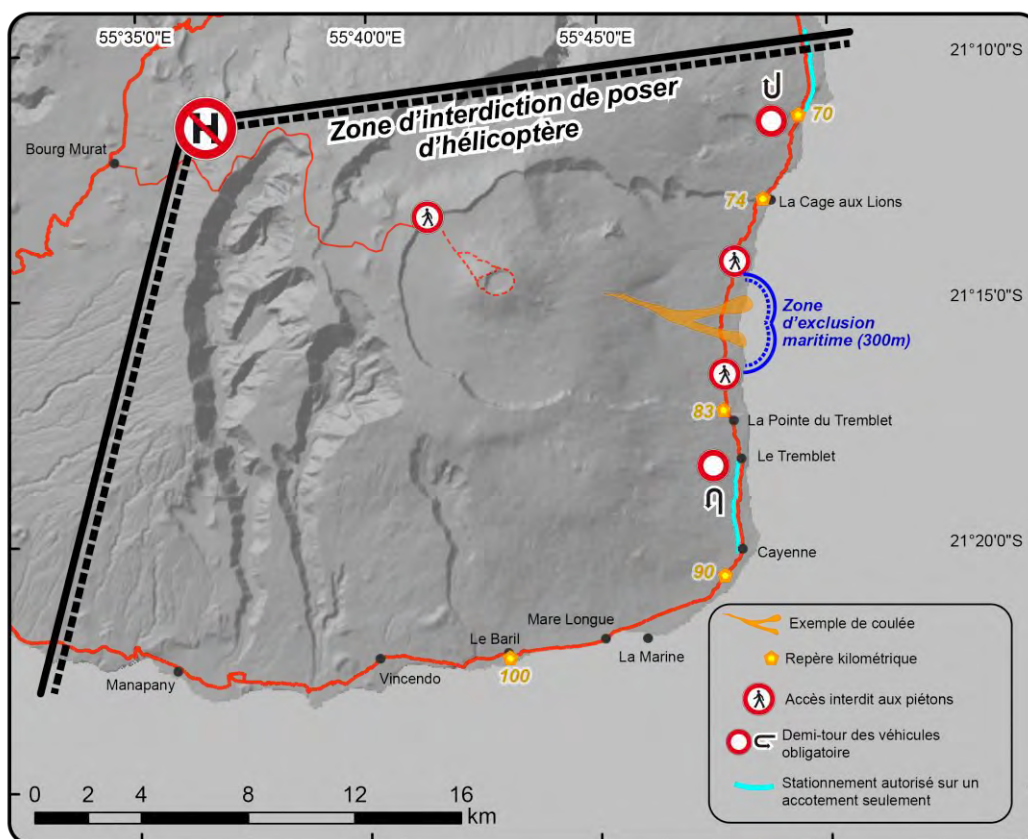 55°35'0"E
55°40'0"E
55°45'0"E
21°10'0"S
H
Zone d'interdiction de poser
d'hélicoptère
70
Bourg Murat
74
La Cage aux Lions
21°15'0"S
Zone
d'exclusion
maritime (300m)
83
La Pointe du Tremblet
Le Tremblet
21°20'0"S
Cayenne
90
Mare Longue
Le Baril
La Marine
Manapany
Vincendo
100
Exemple de coulée
Repère kilométrique
Accès interdit aux piétons
Demi-tour des véhicules
obligatoire
Stationnement autorisé sur un
accotement seulement
0 2 4 8 12 16
km